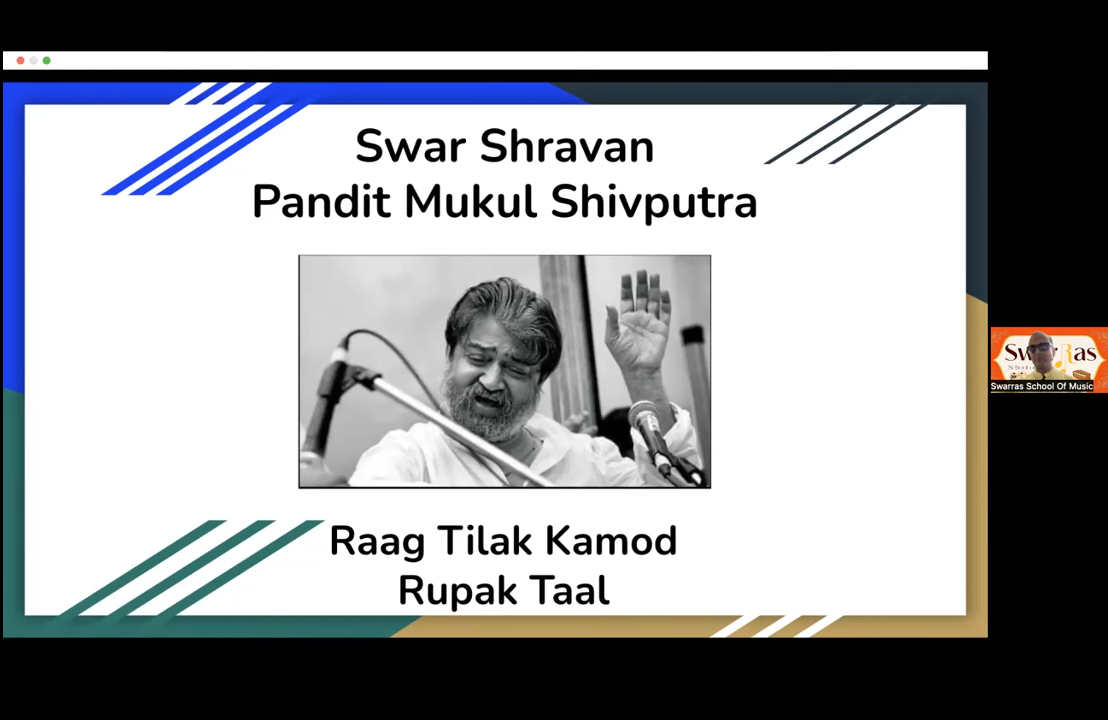 Swar Shravan
Pandit Mukul Shivputra
Raag Tilak Kamod
Rupak Taal
Swarras School Of Music